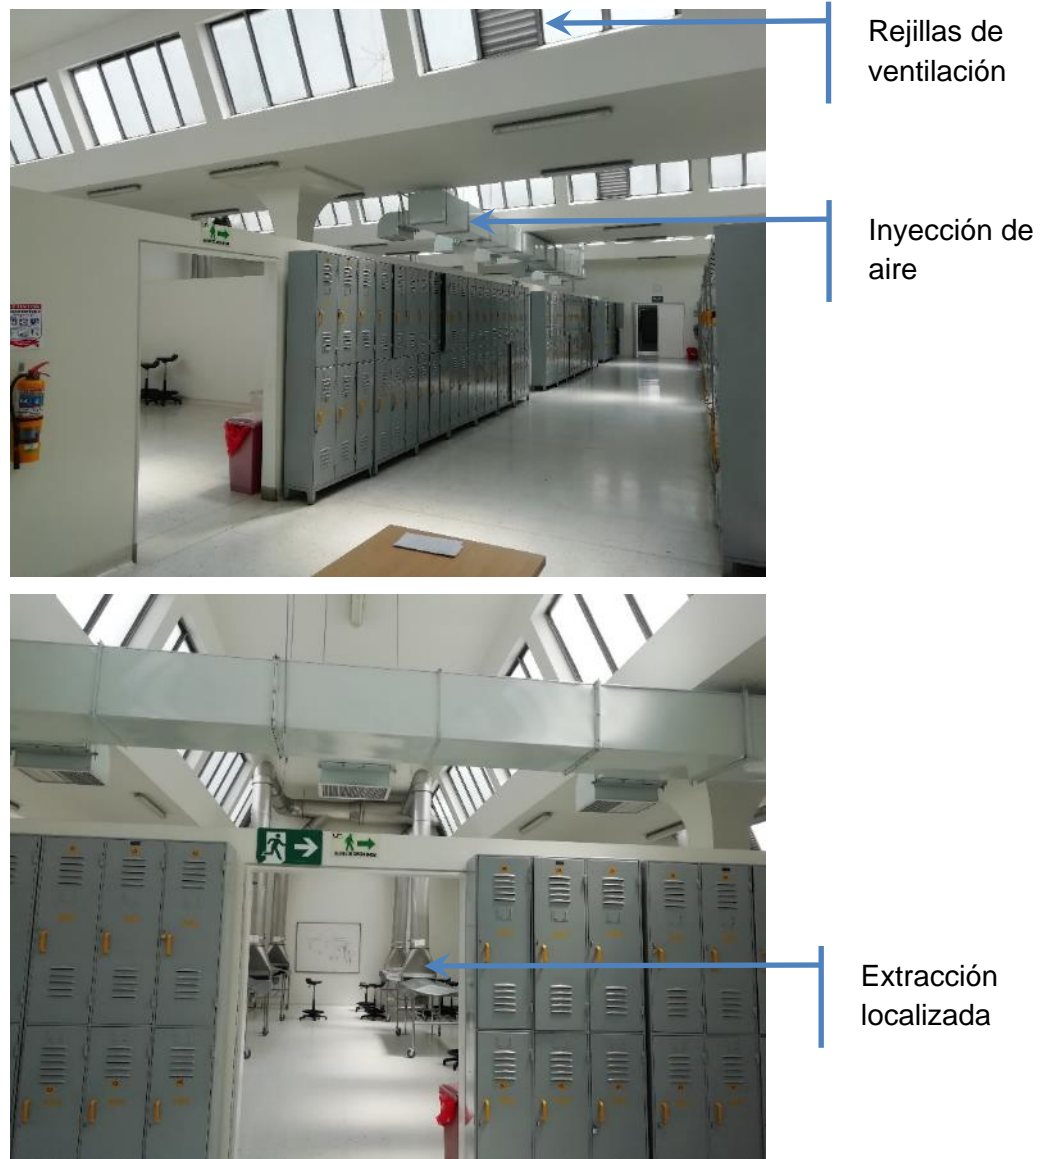 Rejillas de
ventilación
Inyección de
aire
Extracción
localizada